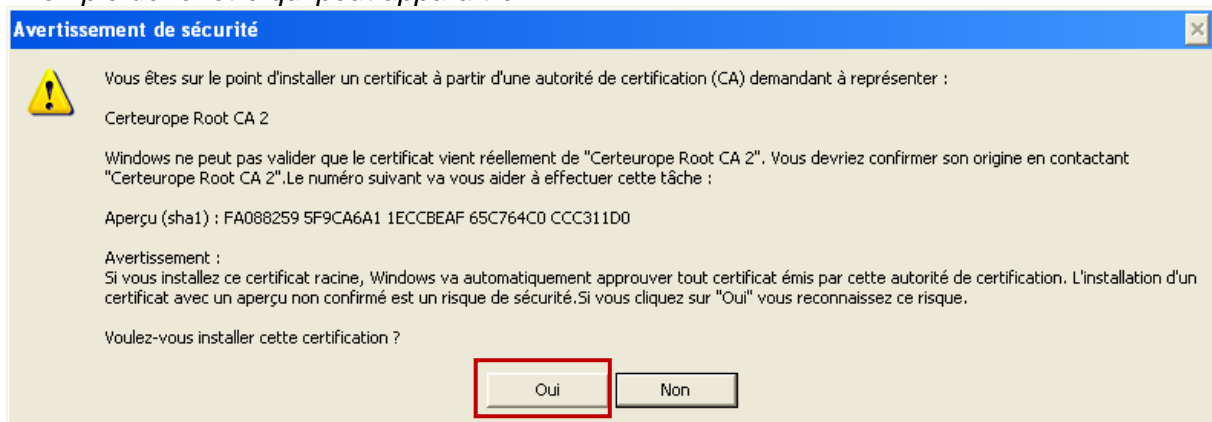 Avertissement de sécurité
Vous êtes sur le point d'installer un certificat à partir d'une autorité de certification (CA) demandant à représenter :
Certeurope Root CA 2
Windows ne peut pas valider que le certificat vient réellement de "Certeurope Root CA 2". Vous devriez confirmer son origine en contactant
"Certeurope Root CA 2".Le numéro suivant va vous aider à effectuer cette tâche :
Aperçu (sha1) : FA088259 5F9CA6A1 1ECCBEAF 65C764C0 CCC311D0
Avertissement :
Si vous installez ce certificat racine, Windows va automatiquement approuver tout certificat émis par cette autorité de certification. L'installation d'un
certificat avec un aperçu non confirmé est un risque de sécurité.Si vous cliquez sur "Oui" vous reconnaissez ce risque.
Voulez-vous installer cette certification ?
Oui
Non